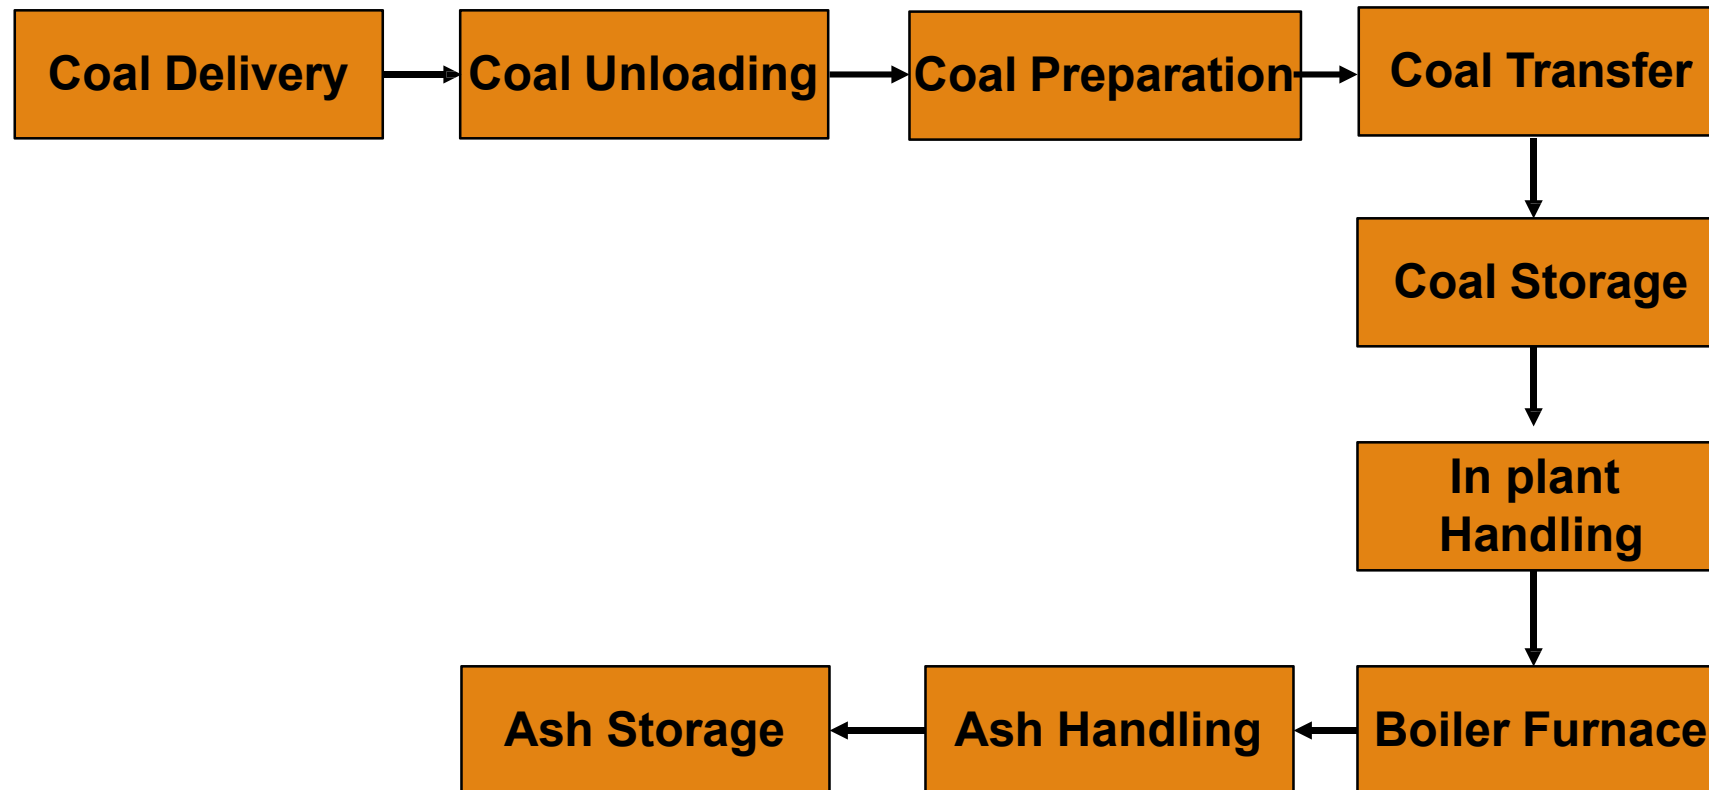 Coal Delivery
Coal Unloading
Coal Preparation
Coal Transfer
Coal Storage
In plant
Handling
Boiler Furnace
Ash Handling
Ash Storage